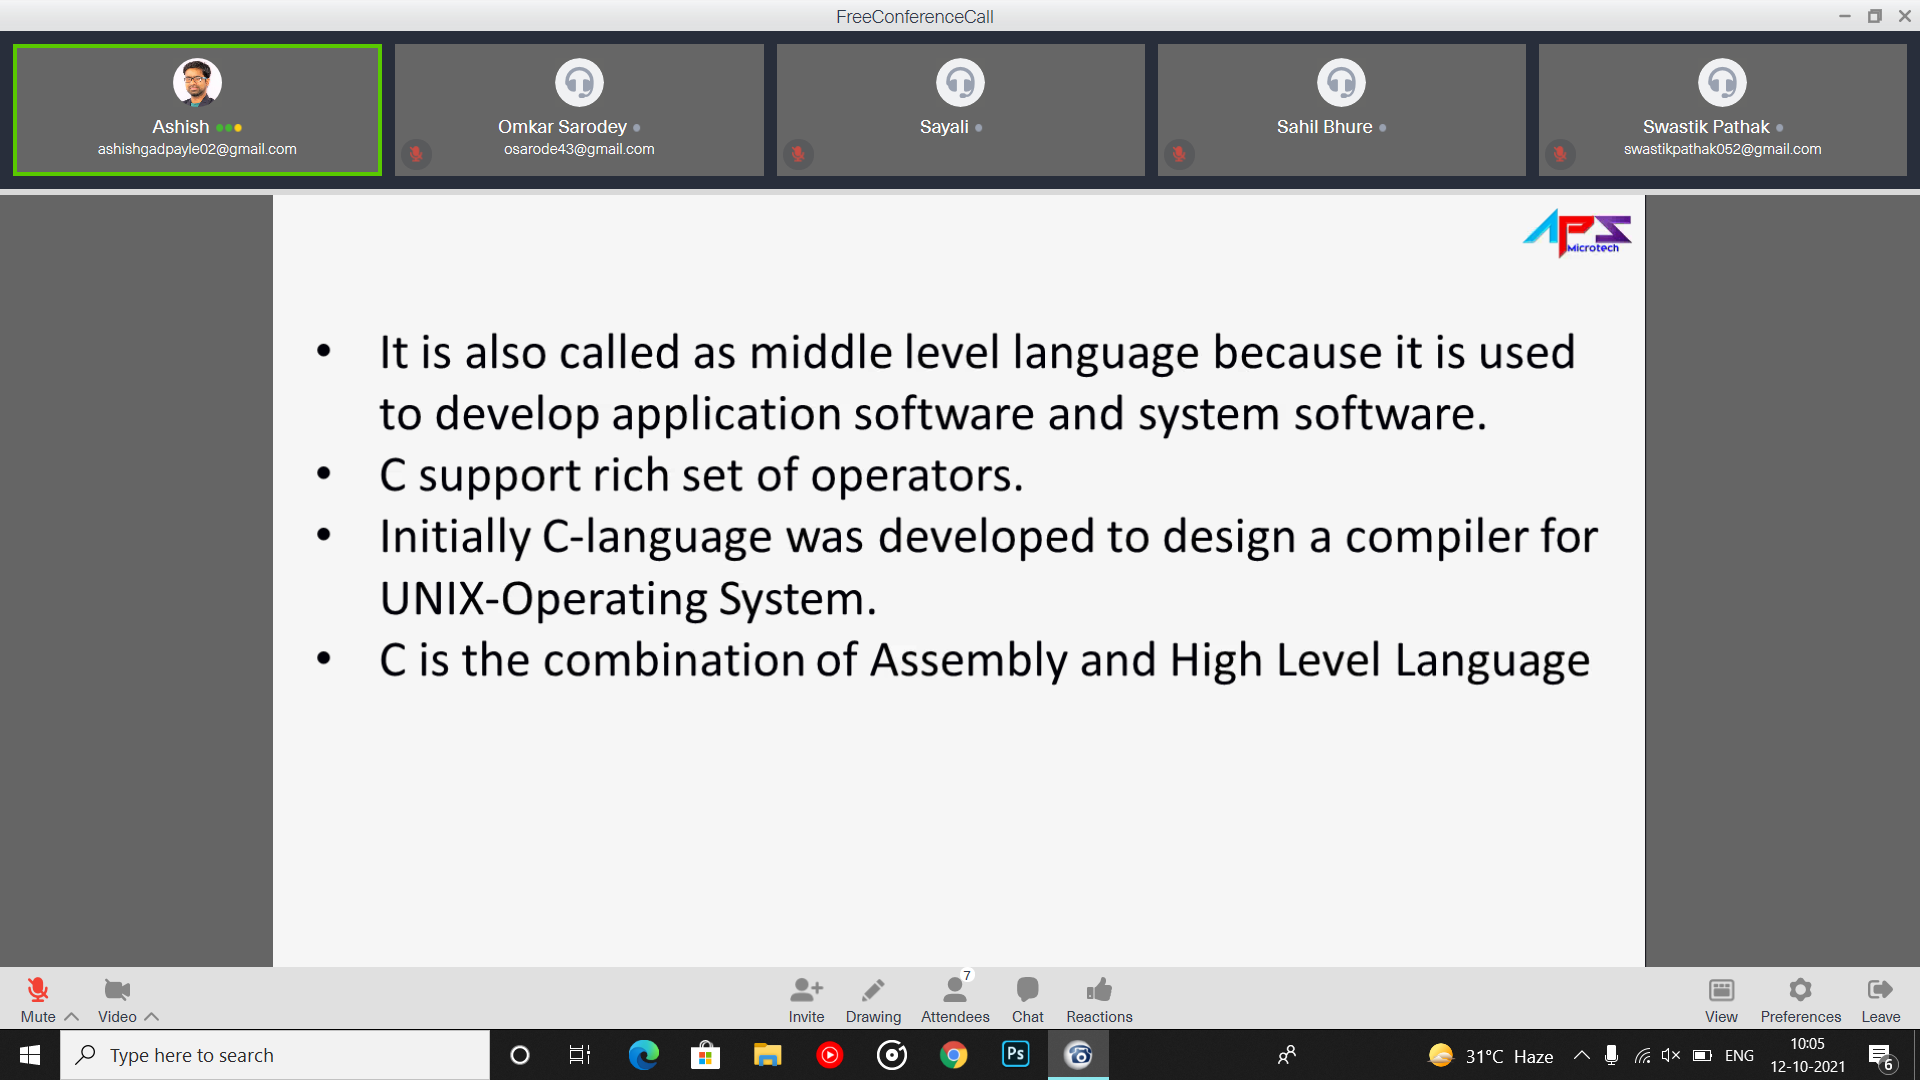 FreeConferenceCall
Ashish
ashishgadpayle02@gmail.com
Omkar Sarodey
osarode43@gmail.com
Sayali
Sahil Bhure
Swastik Pathak
swastikpathak052@gmail.com
APS
Microtech
• It is also called as middle level language because it is used
to develop application software and system software.
• C support rich set of operators.
• Initially C-language was developed to design a compiler for
UNIX-Operating System.
• C is the combination of Assembly and High Level Language
Mute
Video
Invite
Drawing
7
Attendees
Chat
Reactions
View
Preferences
Leave
Type here to search
Ps
31°C Haze
ENG
10:05
12-10-2021
6